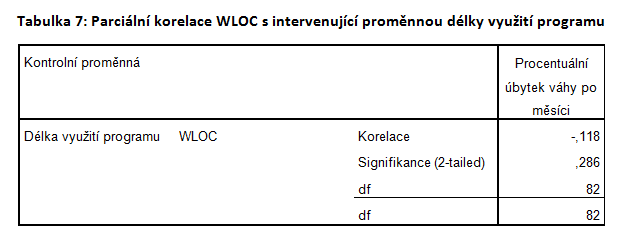 Tabulka 7: Parciální korelace WLOC s intervenující proměnnou délky využití programu
Kontrolní proměnná
Procentuální
úbytek váhy po
měsíci
Délka využití programu WLOC Korelace -,118
Signifikance (2-tailed) ,286
df 82
df 82